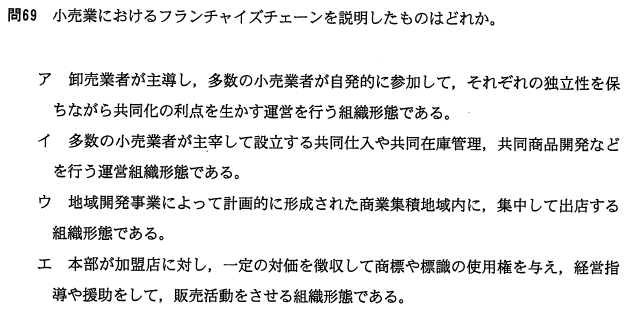 問69 小売業におけるフランチャイズチェーンを説明したものはどれか。
ア 卸売業者が主導し，多数の小売業者が自発的に参加して，それぞれの独立性を保
ちながら共同化の利点を生かす運営を行う組織形態である。
イ 多数の小売業者が主宰して設立する共同仕入や共同在庫管理，共同商品開発など
を行う運営組織形態である。
ウ 地域開発事業によって計画的に形成された商業集積地域内に，集中して出店する
組織形態である。
エ 本部が加盟店に対し，一定の対価を徴収して商標や標識の使用権を与え，経営指
導や援助をして，販売活動をさせる組織形態である。